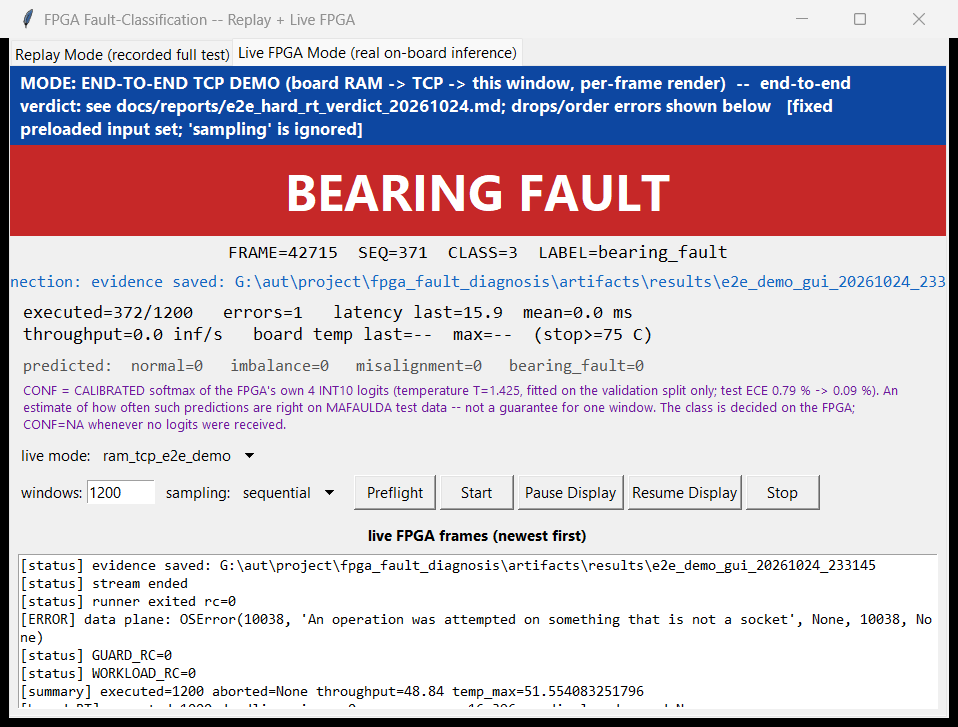 FPGA Fault-Classification -- Replay + Live FPGA
Replay Mode (recorded full test) Live FPGA Mode (real on-board inference)
MODE: END-TO-END TCP DEMO (board RAM -> TCP -> this window, per-frame render) -- end-to-end
verdict: see docs/reports/e2e_hard_rt_verdict_20261024.md; drops/order errors shown below [fixed
preloaded input set; 'sampling' is ignored]
BEARING FAULT
FRAME=42715 SEQ=371 CLASS=3 LABEL=bearing_fault
nection: evidence saved: G:\aut\project\fpga_fault_diagnosis\artifacts\results\e2e_demo_gui_20261024_233
executed=372/1200 errors=1 latency last=15.9 mean=0.0 ms
throughput=0.0 inf/s board temp last=-- max=-- (stop>=75 C)
predicted: normal=0 imbalance=0 misalignment=0 bearing_fault=0
CONF = CALIBRATED softmax of the FPGA's own 4 INT10 logits (temperature T=1.425, fitted on the validation split only; test ECE 0.79 % -> 0.09 %). An
estimate of how often such predictions are right on MAFAULDA test data -- not a guarantee for one window. The class is decided on the FPGA;
CONF=NA whenever no logits were received.
live mode: ram_tcp_e2e_demo
windows: 1200 sampling: sequential Preflight Start Pause Display Resume Display Stop
live FPGA frames (newest first)
[status] evidence saved: G:\aut\project\fpga_fault_diagnosis\artifacts\results\e2e_demo_gui_20261024_233145
[status] stream ended
[status] runner exited rc=0
[ERROR] data plane: OSError(10038, 'An operation was attempted on something that is not a socket', None, 10038, No
ne)
[status] GUARD_RC=0
[status] WORKLOAD_RC=0
[summary] executed=1200 aborted=None throughput=48.84 temp_max=51.554083251796